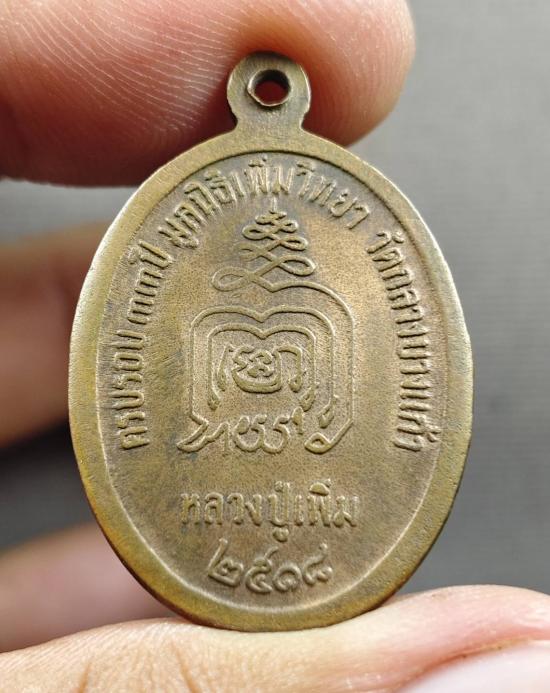 ครบรอบ ๓๓ปี มูลนิธิเพิ่มวิทยา วัดกลางบางแก้ว
หลวงปู่เพิ่ม
๒๕๑๘